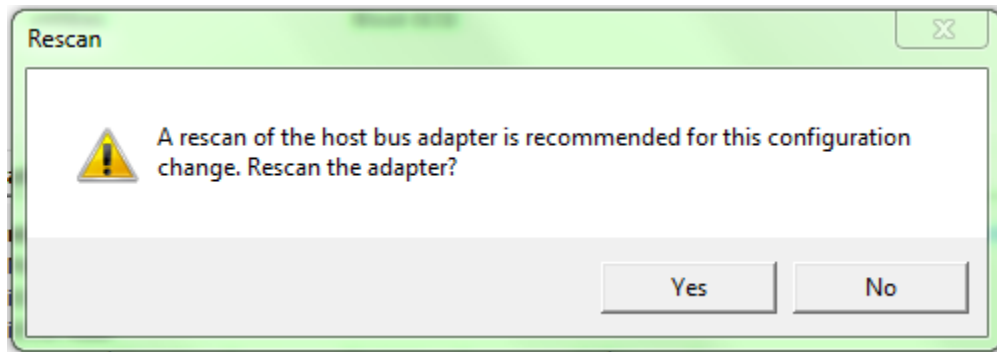 Rescan
A rescan of the host bus adapter is recommended for this configuration
change. Rescan the adapter?
Yes
No